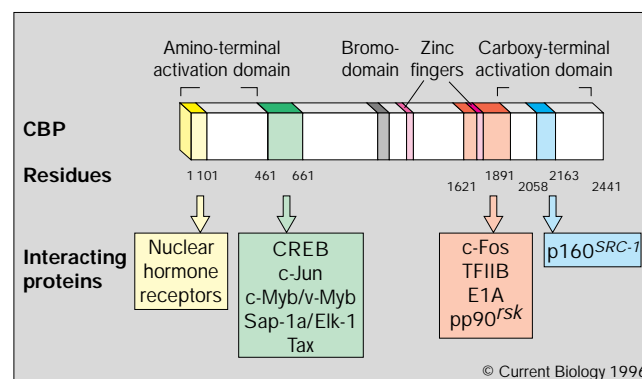 Amino-terminal
activation domain
Bromo-
domain
Zinc
fingers
Carboxy-terminal
activation domain
CBP
Residues
1 101 461 661 1621 1891 2058 2163 2441
Interacting
proteins
Nuclear
hormone
receptors
CREB
c-Jun
c-Myb/v-Myb
Sap-1a/Elk-1
Tax
c-Fos
TFIIB
E1A
pp90rsk
p160SRC-1
© Current Biology 1996